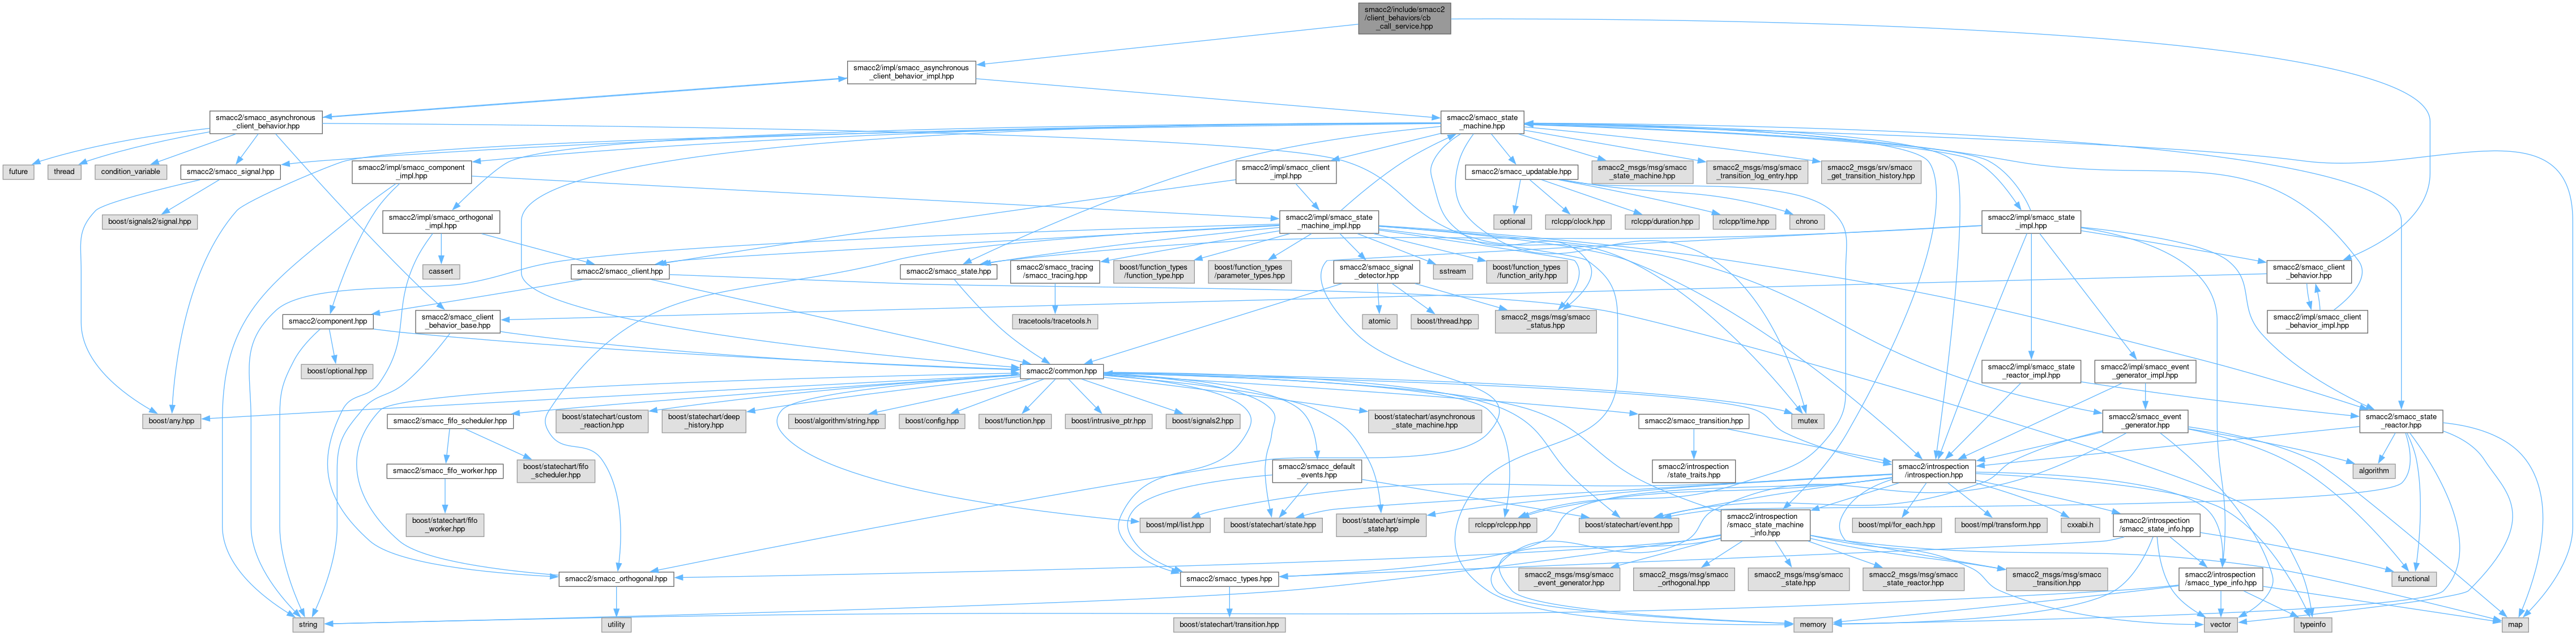 smacc2/include/smacc2
/client_behaviors/cb
_call_service.hpp
smacc2/impl/smacc_asynchronous
_client_behavior_impl.hpp
smacc2/smacc_asynchronous
_client_behavior.hpp
smacc2/smacc_state
_machine.hpp
future
thread
condition_variable
smacc2/smacc_signal.hpp
smacc2/impl/smacc_component
_impl.hpp
smacc2/impl/smacc_client
_impl.hpp
smacc2/smacc_updatable.hpp
smacc2_msgs/msg/smacc
_state_machine.hpp
smacc2_msgs/msg/smacc
_transition_log_entry.hpp
smacc2_msgs/srv/smacc
_get_transition_history.hpp
boost/signals2/signal.hpp
smacc2/impl/smacc_orthogonal
_impl.hpp
smacc2/impl/smacc_state
_machine_impl.hpp
optional
rclcpp/clock.hpp
rclcpp/duration.hpp
rclcpp/time.hpp
chrono
smacc2/impl/smacc_state
_impl.hpp
cassert
smacc2/smacc_client.hpp
smacc2/smacc_state.hpp
smacc2/smacc_tracing
/smacc_tracing.hpp
boost/function_types
/function_type.hpp
boost/function_types
/parameter_types.hpp
smacc2/smacc_signal
_detector.hpp
sstream
boost/function_types
/function_arity.hpp
smacc2/smacc_client
_behavior.hpp
smacc2/component.hpp
smacc2/smacc_client
_behavior_base.hpp
tracetools/tracetools.h
atomic
boost/thread.hpp
smacc2_msgs/msg/smacc
_status.hpp
smacc2/impl/smacc_client
_behavior_impl.hpp
boost/optional.hpp
smacc2/common.hpp
smacc2/impl/smacc_state
_reactor_impl.hpp
smacc2/impl/smacc_event
_generator_impl.hpp
boost/any.hpp
smacc2/smacc_fifo_scheduler.hpp
boost/statechart/custom
_reaction.hpp
boost/statechart/deep
_history.hpp
boost/algorithm/string.hpp
boost/config.hpp
boost/function.hpp
boost/intrusive_ptr.hpp
boost/signals2.hpp
boost/statechart/asynchronous
_state_machine.hpp
smacc2/smacc_transition.hpp
mutex
smacc2/smacc_event
_generator.hpp
smacc2/smacc_state
_reactor.hpp
smacc2/smacc_fifo_worker.hpp
boost/statechart/fifo
_scheduler.hpp
smacc2/smacc_default
_events.hpp
smacc2/introspection
/state_traits.hpp
smacc2/introspection
/introspection.hpp
algorithm
boost/statechart/fifo
_worker.hpp
boost/mpl/list.hpp
boost/statechart/state.hpp
boost/statechart/simple
_state.hpp
rclcpp/rclcpp.hpp
boost/statechart/event.hpp
smacc2/introspection
/smacc_state_machine
_info.hpp
boost/mpl/for_each.hpp
boost/mpl/transform.hpp
cxxabi.h
smacc2/introspection
/smacc_state_info.hpp
smacc2/smacc_orthogonal.hpp
smacc2/smacc_types.hpp
smacc2_msgs/msg/smacc
_event_generator.hpp
smacc2_msgs/msg/smacc
_orthogonal.hpp
smacc2_msgs/msg/smacc
_state.hpp
smacc2_msgs/msg/smacc
_state_reactor.hpp
smacc2_msgs/msg/smacc
_transition.hpp
smacc2/introspection
/smacc_type_info.hpp
functional
string
utility
boost/statechart/transition.hpp
memory
vector
typeinfo
map